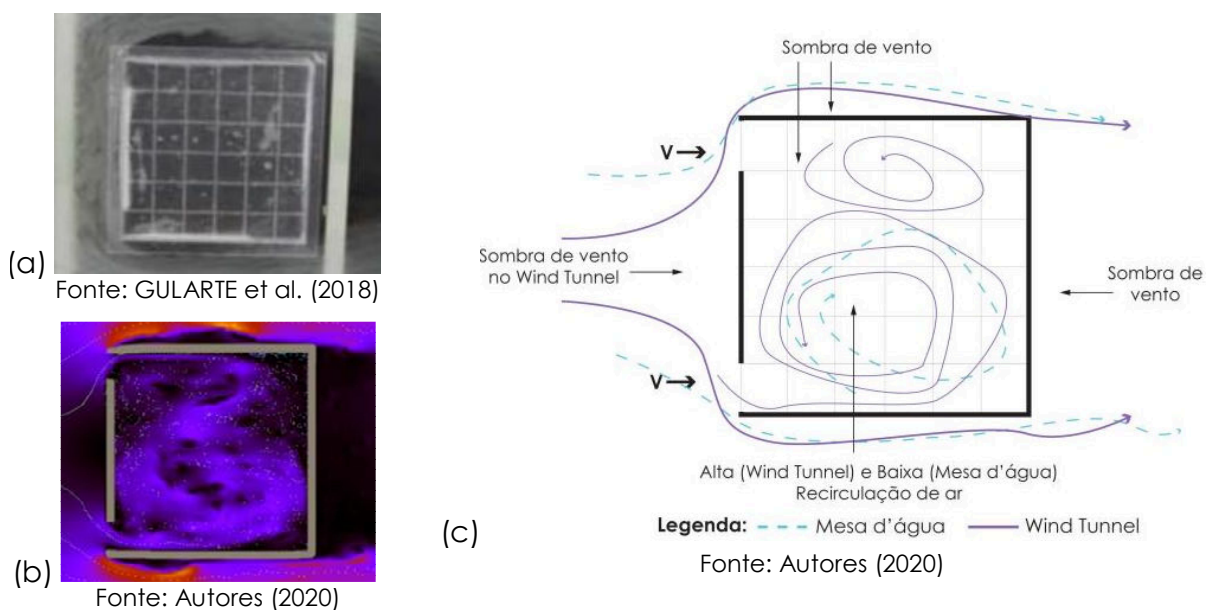 (a)
Fonte: GULARTE et al. (2018)
(b)
Fonte: Autores (2020)
Sombra de vento
V
Sombra de vento
no Wind Tunnel
Sombra de
vento
V
Alta (Wind Tunnel) e Baixa (Mesa d’água)
Recirculação de ar
(c)
Legenda: Mesa d’água Wind Tunnel
Fonte: Autores (2020)